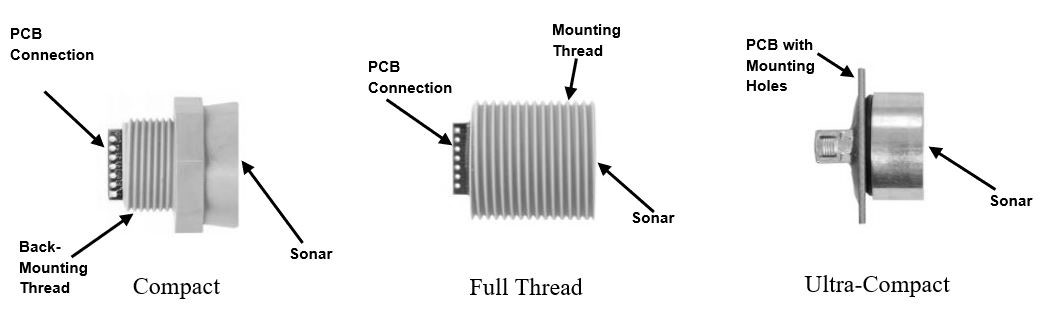 PCB
Connection
Back-
Mounting
Thread
Sonar
Compact
PCB
Connection
Mounting
Thread
Sonar
Full Thread
PCB with
Mounting
Holes
Sonar
Ultra-Compact